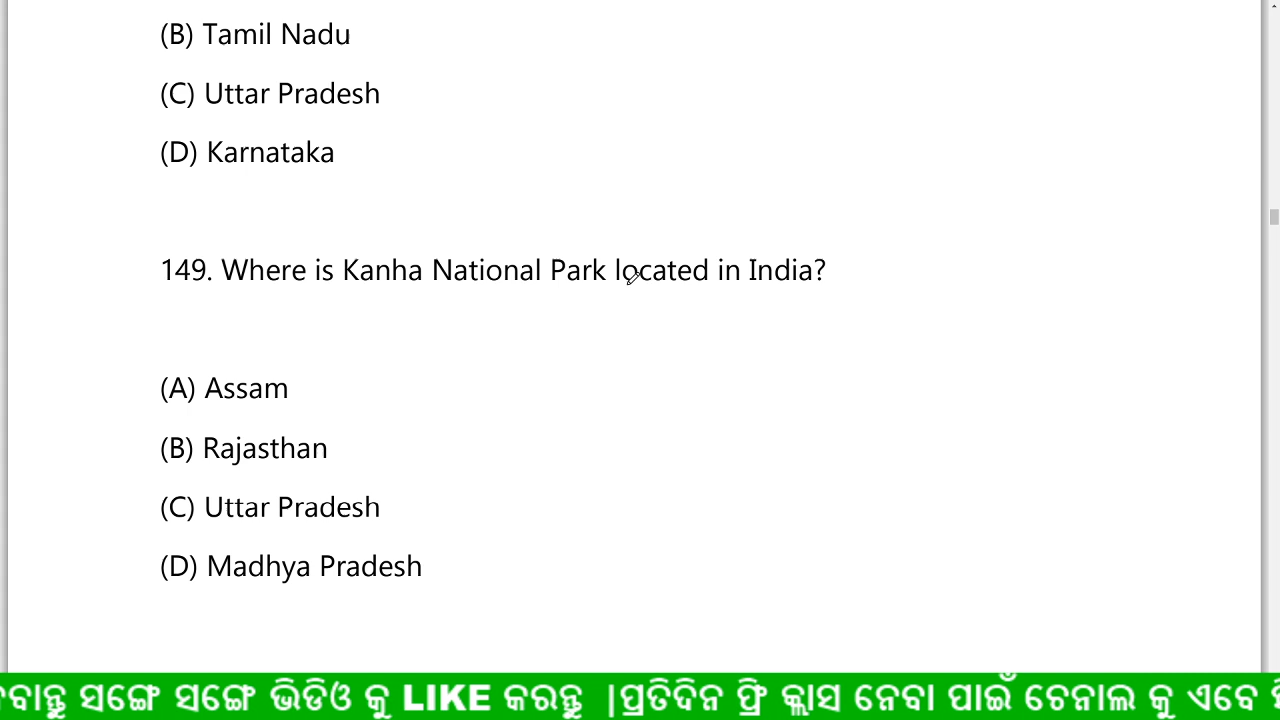 (B) Tamil Nadu
(C) Uttar Pradesh
(D) Karnataka
149. Where is Kanha National Park located in India?
(A) Assam
(B) Rajasthan
(C) Uttar Pradesh
(D) Madhya Pradesh
ସଙ୍ଗେ ସଙ୍ଗେ ଭିଡିଓ କୁ LIKE କରନ୍ତୁ |ପ୍ରତିଦିନ ଫ୍ରି କ୍ଲାସ ନେବା ପାଇଁ ଚେନାଲ କୁ ଏବେ